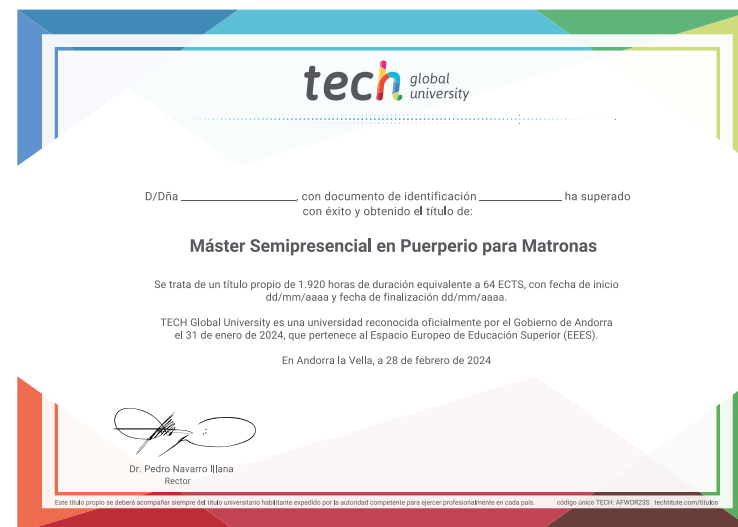 tech global university
D/Dña ______________, con documento de identificación ______________ ha superado
con éxito y obtenido el título de:
Máster Semipresencial en Puerperio para Matronas
Se trata de un título propio de 1.920 horas de duración equivalente a 64 ECTS, con fecha de inicio
dd/mm/aaaa y fecha de finalización dd/mm/aaaa.
TECH Global University es una universidad reconocida oficialmente por el Gobierno de Andorra
el 31 de enero de 2024, que pertenece al Espacio Europeo de Educación Superior (EEES).
En Andorra la Vella, a 28 de febrero de 2024
Dr. Pedro Navarro Illana
Rector
Este título propio se deberá acompañar siempre del título universitario habilitante expedido por la autoridad competente para ejercer profesionalmente en cada país. código único TECH: AFWOR23S techtitute.com/titulos